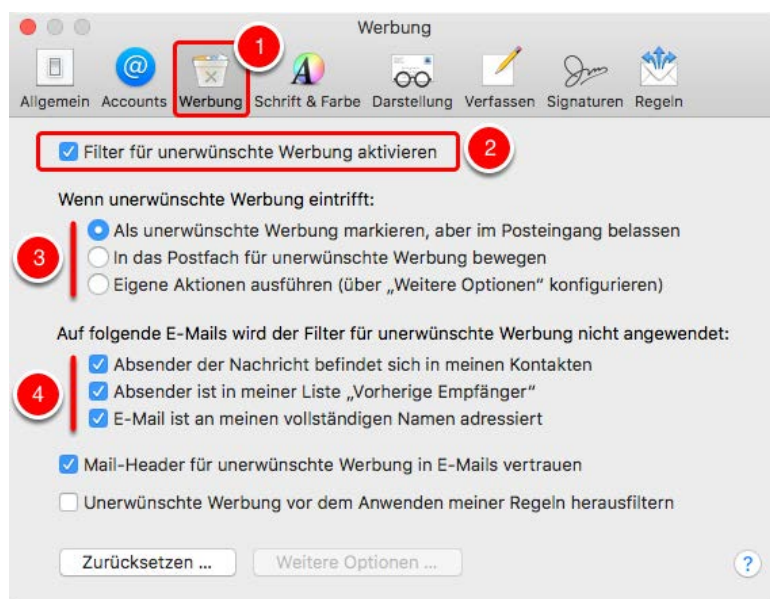 Werbung
1
Allgemein Accounts Werbung Schrift & Farbe Darstellung Verfassen Signaturen Regeln
Filter für unerwünschte Werbung aktivieren
2
Wenn unerwünschte Werbung eintrifft:
Als unerwünschte Werbung markieren, aber im Posteingang belassen
3
In das Postfach für unerwünschte Werbung bewegen
Eigene Aktionen ausführen (über „Weitere Optionen“ konfigurieren)
Auf folgende E-Mails wird der Filter für unerwünschte Werbung nicht angewendet:
Absender der Nachricht befindet sich in meinen Kontakten
4
Absender ist in meiner Liste „Vorherige Empfänger“
E-Mail ist an meinen vollständigen Namen adressiert
Mail-Header für unerwünschte Werbung in E-Mails vertrauen
Unerwünschte Werbung vor dem Anwenden meiner Regeln herausfiltern
Zurücksetzen ... Weitere Optionen ... ?